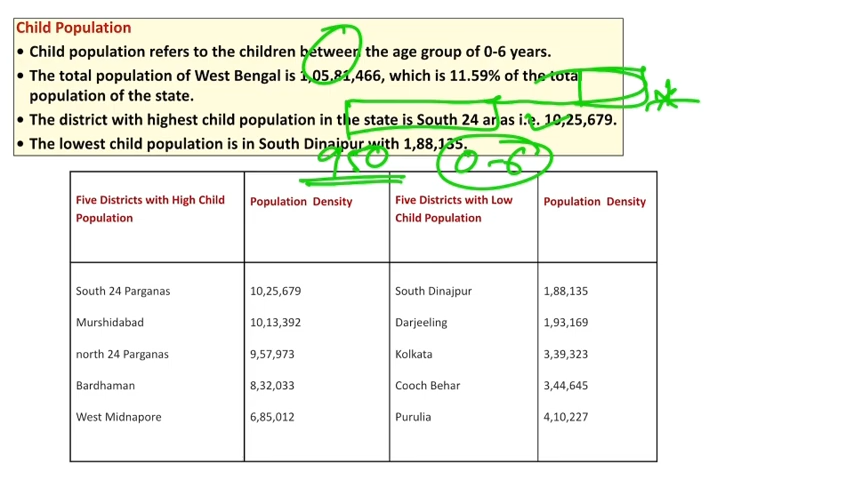 Child Population
• Child population refers to the children between the age group of 0-6 years.
• The total population of West Bengal is 1,05,81,466, which is 11.59% of the total
population of the state.
• The district with highest child population in the state is South 24 aras i.e. 10,25,679.
• The lowest child population is in South Dinajpur with 1,88,135.
950 0-6
Five Districts with High Child Population | Population Density | Five Districts with Low Child Population | Population Density
South 24 Parganas 10,25,679 South Dinajpur 1,88,135
Murshidabad 10,13,392 Darjeeling 1,93,169
north 24 Parganas 9,57,973 Kolkata 3,39,323
Bardhaman 8,32,033 Cooch Behar 3,44,645
West Midnapore 6,85,012 Purulia 4,10,227